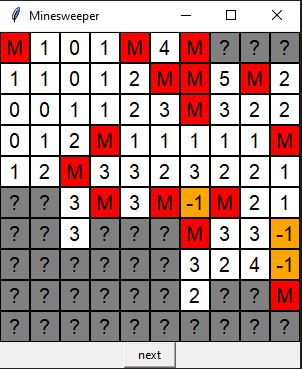 Minesweeper
M 1 0 1 M 4 M ? ? ?
1 1 0 1 2 M M 5 M 2
0 0 1 1 2 3 M 3 2 2
0 1 2 M 1 1 1 1 1 M
1 2 M 3 3 2 3 2 2 1
? ? 3 M 3 M -1 M 2 1
? ? 3 ? ? ? M 3 3 -1
? ? ? ? ? ? 3 2 4 -1
? ? ? ? ? ? 2 ? ? M
? ? ? ? ? ? ? ? ? ?
next